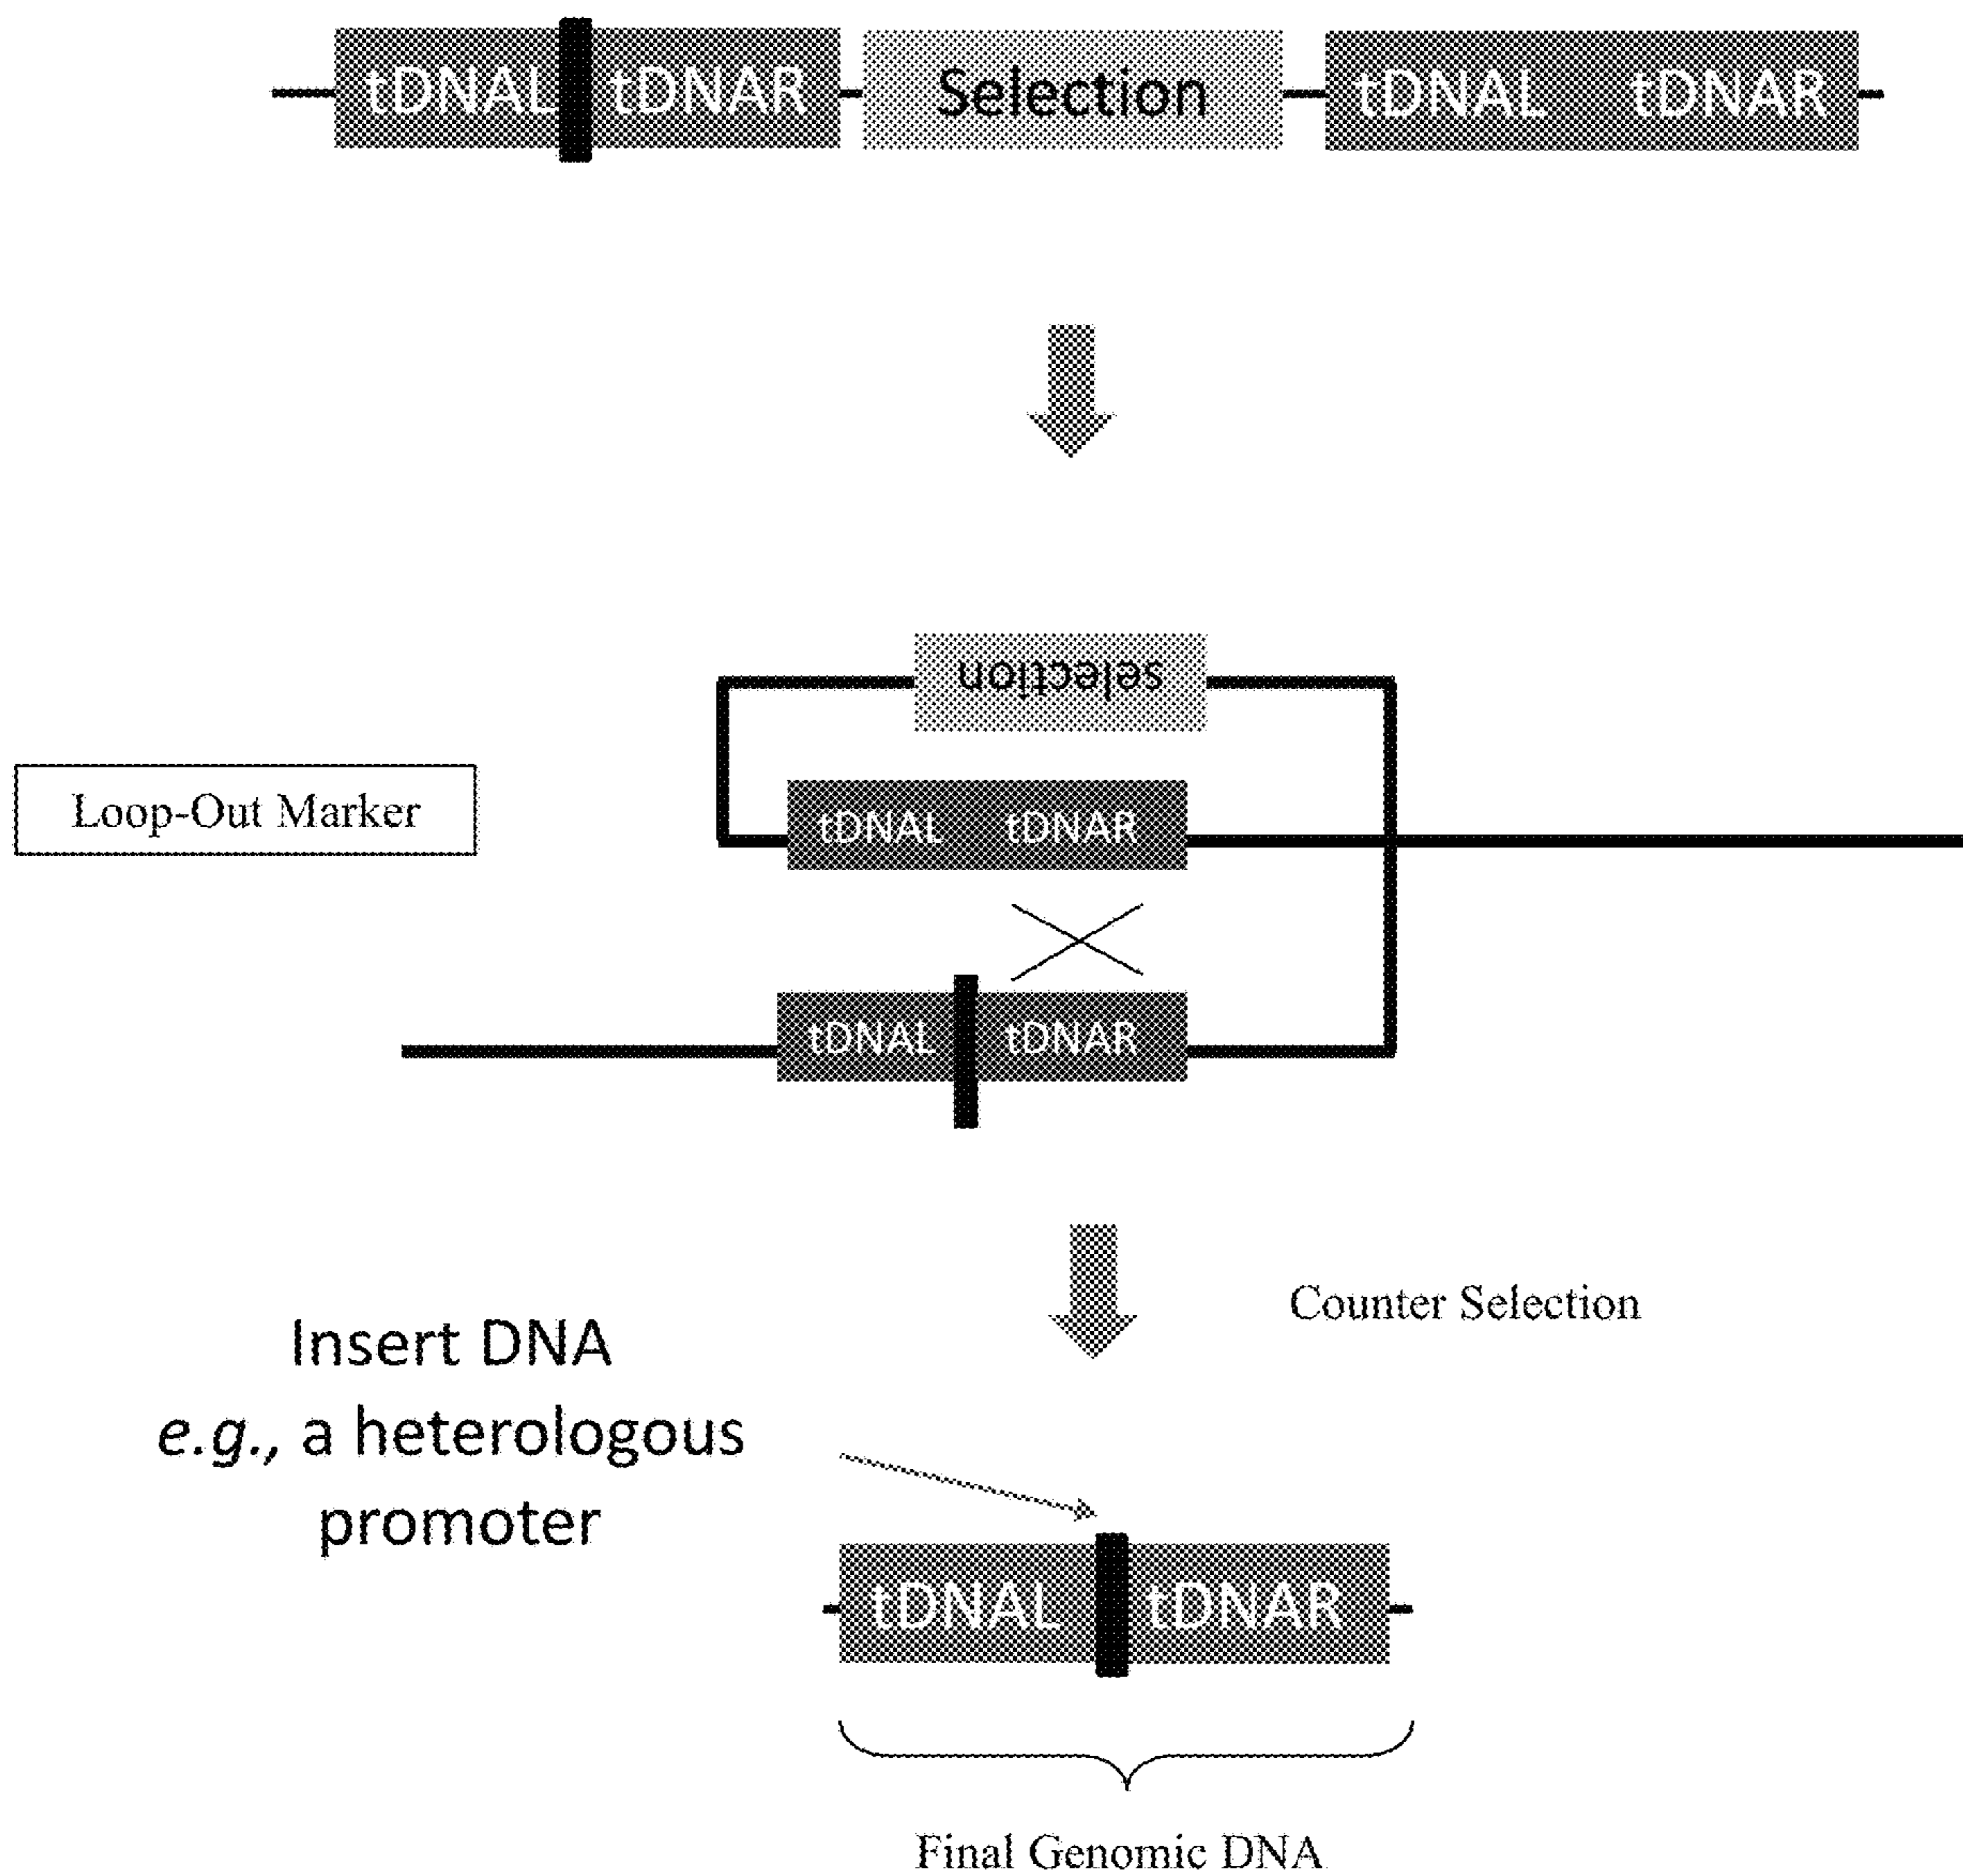 tDNAL tDNAR Selection tDNAL tDNAR
selection
Loop-Out Marker
tDNAL tDNAR
tDNAL tDNAR
Counter Selection
Insert DNA
e.g., a heterologous
promoter
tDNAL tDNAR
Final Genomic DNA